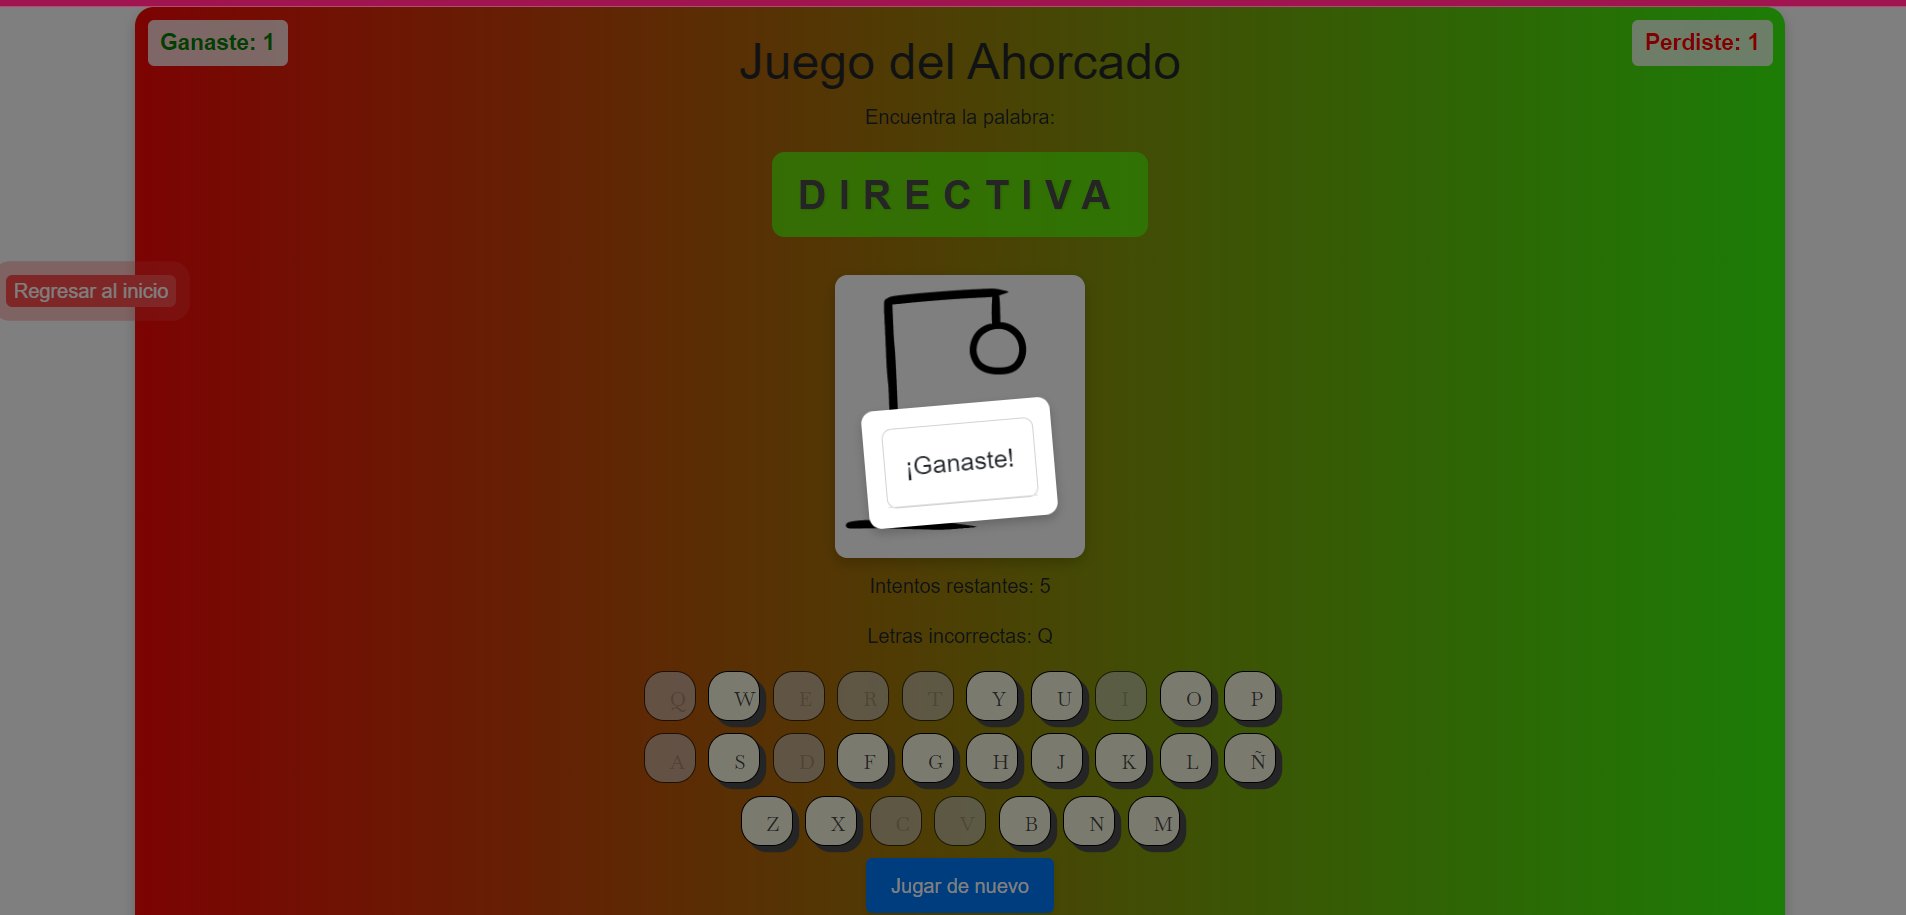 Ganaste: 1
Perdiste: 1
Juego del Ahorcado
Encuentra la palabra:
DIRECTIVA
Regresar al inicio
¡Ganaste!
Intentos restantes: 5
Letras incorrectas: Q
Q W E R T Y U I O P
A S D F G H J K L Ñ
Z X C V B N M
Jugar de nuevo